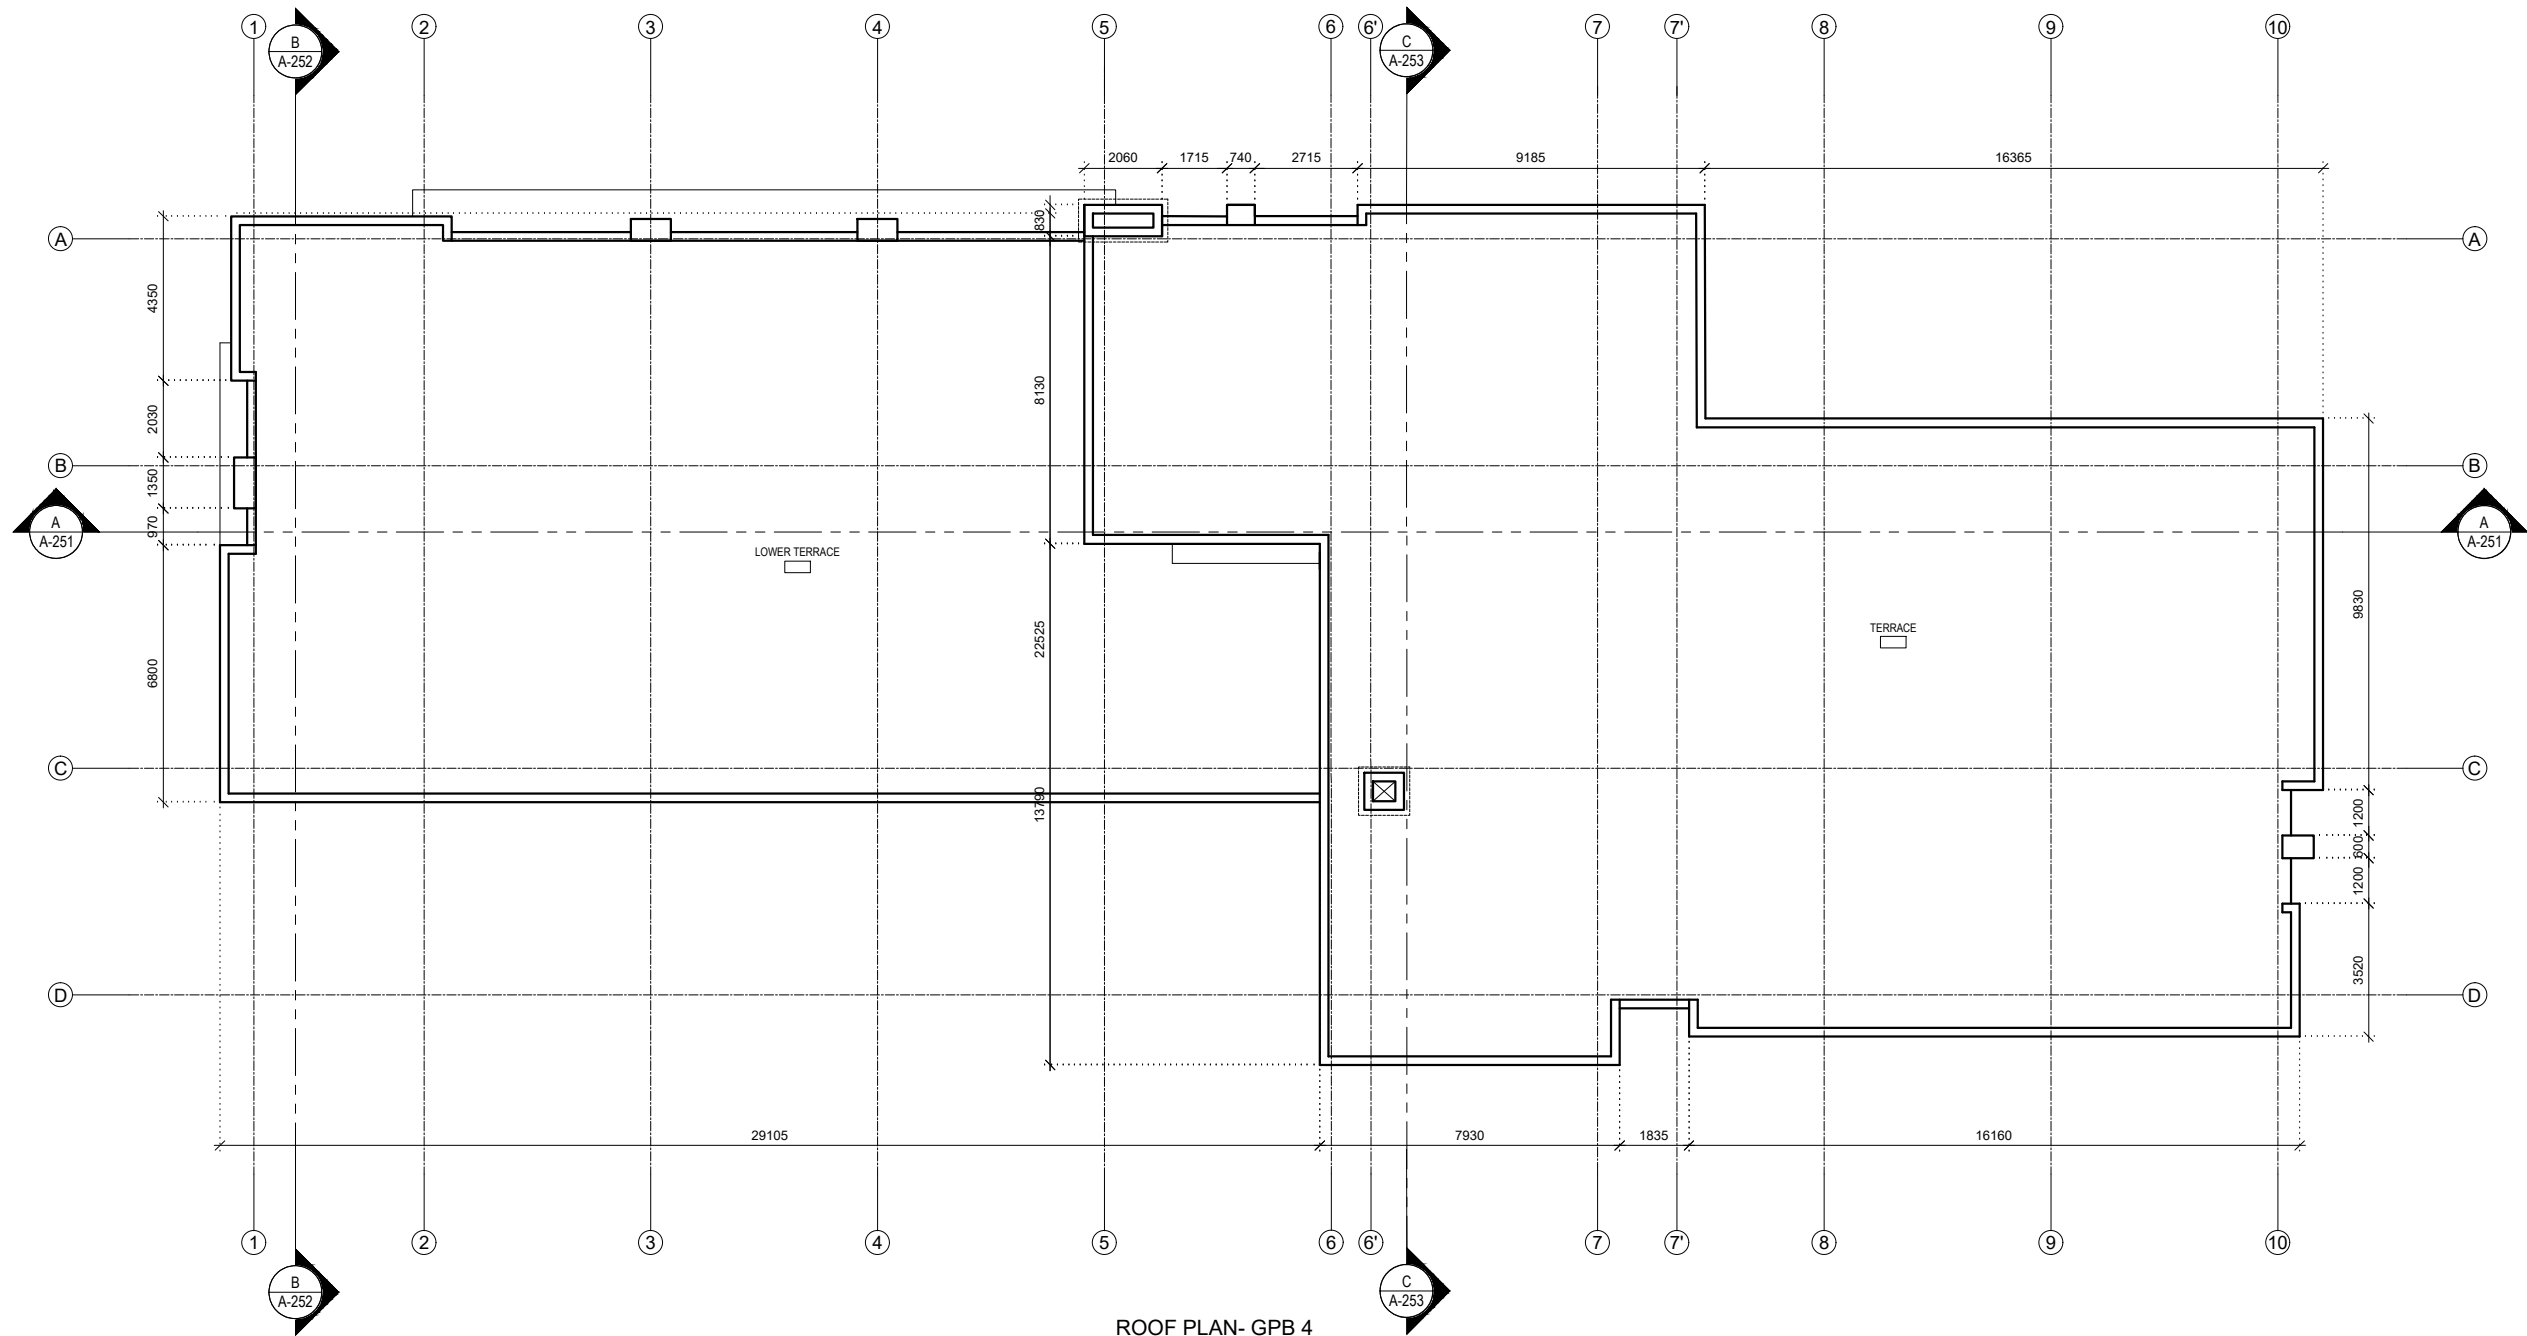 1 2 3 4 5 6 6' 7 7' 8 9 10
B
A-252
C
A-253
2060 1715 740 2715 9185 16365
830
A A
4350
8130
2030
B B
1350
A
A-251
970
A
A-251
LOWER TERRACE
9830
TERRACE
22525
6800
C C
13790
1200
600
1200
3520
D D
29105 7930 1835 16160
1 2 3 4 5 6 6' 7 7' 8 9 10
B
A-252
C
A-253
ROOF PLAN- GPB 4